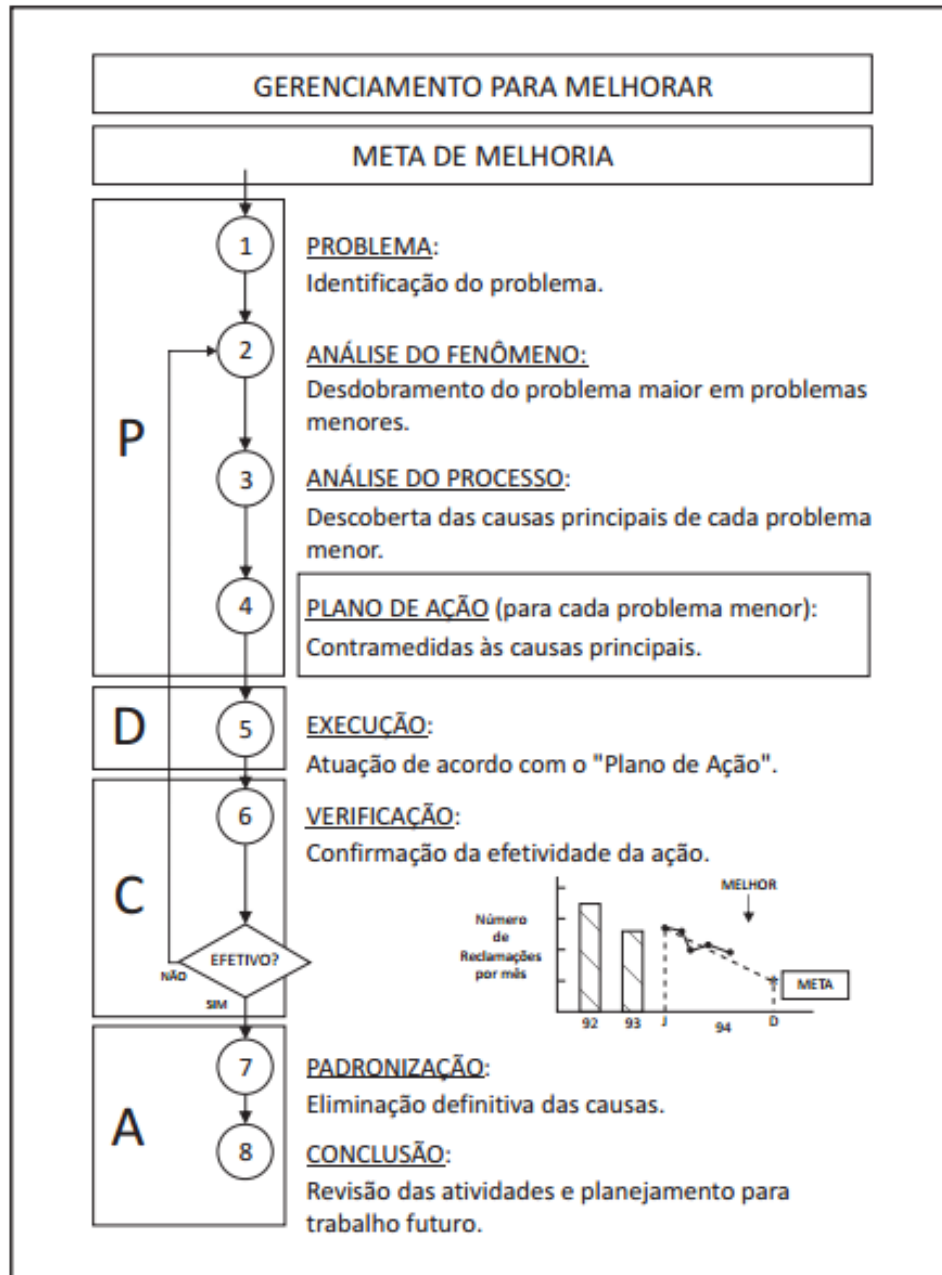 GERENCIAMENTO PARA MELHORAR
META DE MELHORIA
P
1
PROBLEMA:
Identificação do problema.
2
ANÁLISE DO FENÔMENO:
Desdobramento do problema maior em problemas
menores.
3
ANÁLISE DO PROCESSO:
Descoberta das causas principais de cada problema
menor.
4
PLANO DE AÇÃO (para cada problema menor):
Contramedidas às causas principais.
D
5
EXECUÇÃO:
Atuação de acordo com o "Plano de Ação".
C
6
VERIFICAÇÃO:
Confirmação da efetividade da ação.
EFETIVO?
NÃO
SIM
MELHOR
Número
de
Reclamações
por mês
META
92 93 J 94 D
A
7
PADRONIZAÇÃO:
Eliminação definitiva das causas.
8
CONCLUSÃO:
Revisão das atividades e planejamento para
trabalho futuro.